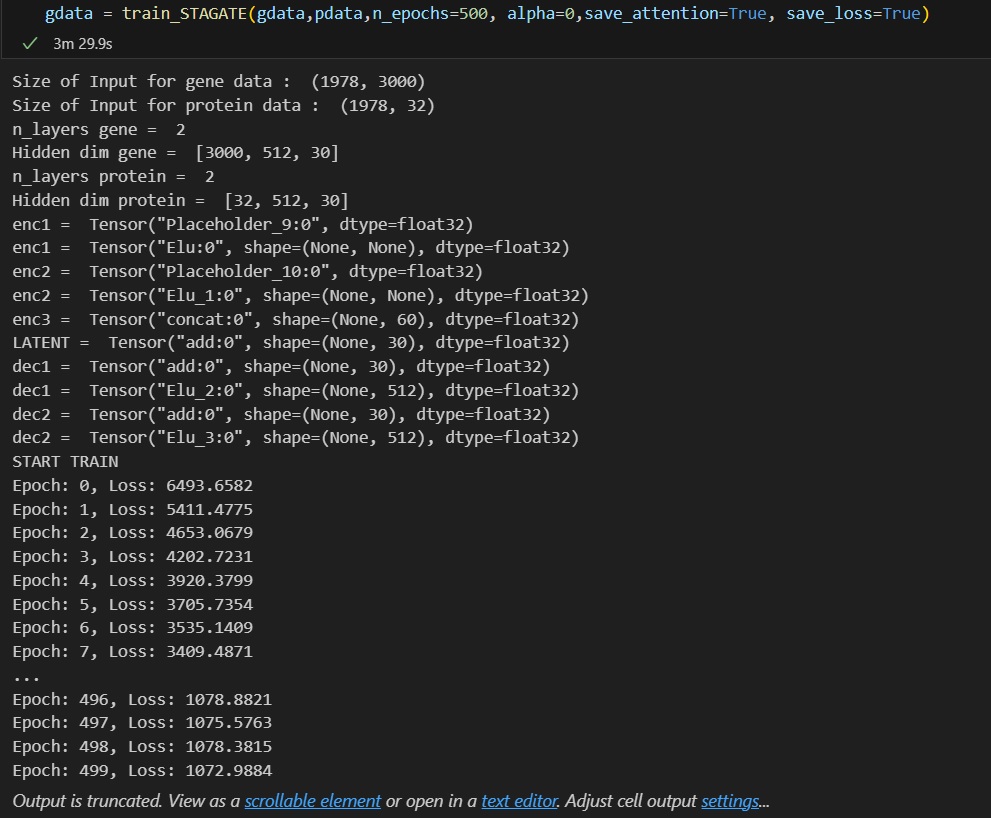 gdata = train_STAGATE(gdata,pdata,n_epochs=500, alpha=0,save_attention=True, save_loss=True)
✓ 3m 29.9s
Size of Input for gene data :  (1978, 3000)
Size of Input for protein data :  (1978, 32)
n_layers gene =  2
Hidden dim gene =  [3000, 512, 30]
n_layers protein =  2
Hidden dim protein =  [32, 512, 30]
enc1 =  Tensor("Placeholder_9:0", dtype=float32)
enc1 =  Tensor("Elu:0", shape=(None, None), dtype=float32)
enc2 =  Tensor("Placeholder_10:0", dtype=float32)
enc2 =  Tensor("Elu_1:0", shape=(None, None), dtype=float32)
enc3 =  Tensor("concat:0", shape=(None, 60), dtype=float32)
LATENT =  Tensor("add:0", shape=(None, 30), dtype=float32)
dec1 =  Tensor("add:0", shape=(None, 30), dtype=float32)
dec1 =  Tensor("Elu_2:0", shape=(None, 512), dtype=float32)
dec2 =  Tensor("add:0", shape=(None, 30), dtype=float32)
dec2 =  Tensor("Elu_3:0", shape=(None, 512), dtype=float32)
START TRAIN
Epoch: 0, Loss: 6493.6582
Epoch: 1, Loss: 5411.4775
Epoch: 2, Loss: 4653.0679
Epoch: 3, Loss: 4202.7231
Epoch: 4, Loss: 3920.3799
Epoch: 5, Loss: 3705.7354
Epoch: 6, Loss: 3535.1409
Epoch: 7, Loss: 3409.4871
...
Epoch: 496, Loss: 1078.8821
Epoch: 497, Loss: 1075.5763
Epoch: 498, Loss: 1078.3815
Epoch: 499, Loss: 1072.9884
Output is truncated. View as a scrollable element or open in a text editor. Adjust cell output settings...